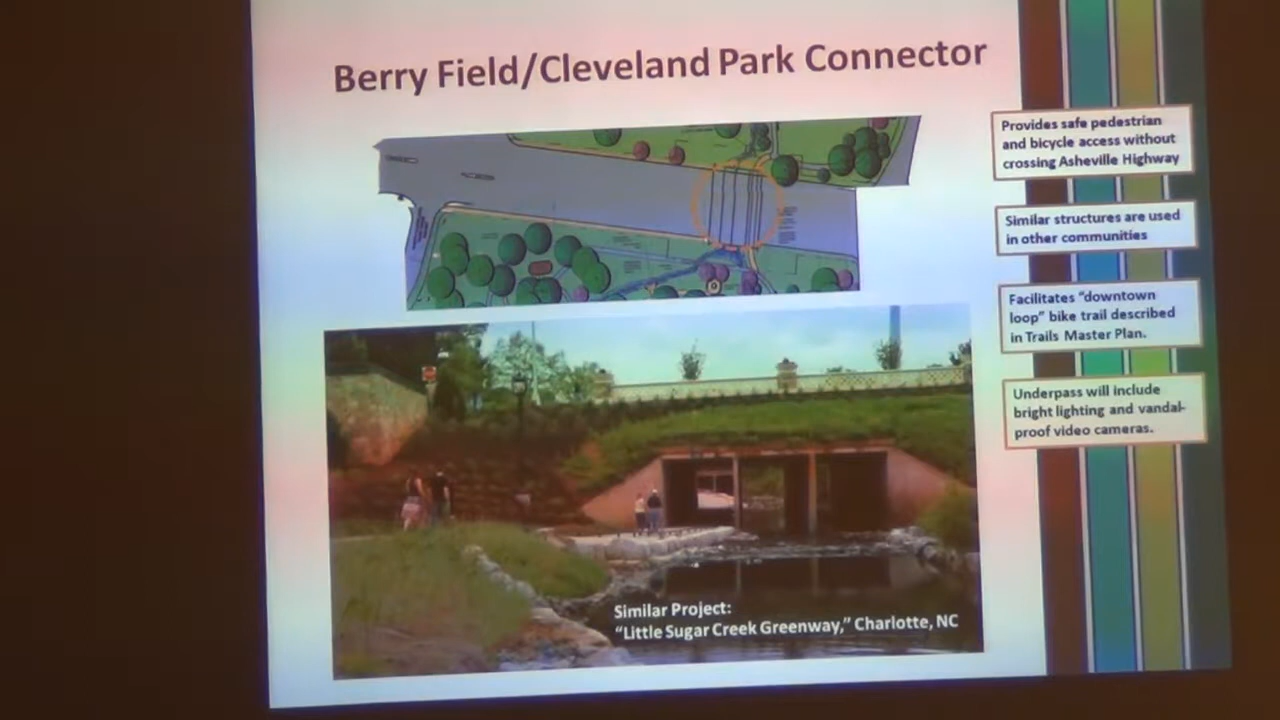 Berry Field/Cleveland Park Connector
Provides safe pedestrian
and bicycle access without
crossing Asheville Highway
Similar structures are used
in other communities
Facilitates "downtown
loop" bike trail described
in Trails Master Plan.
Underpass will include
bright lighting and vandal-
proof video cameras.
Similar Project:
"Little Sugar Creek Greenway," Charlotte, NC